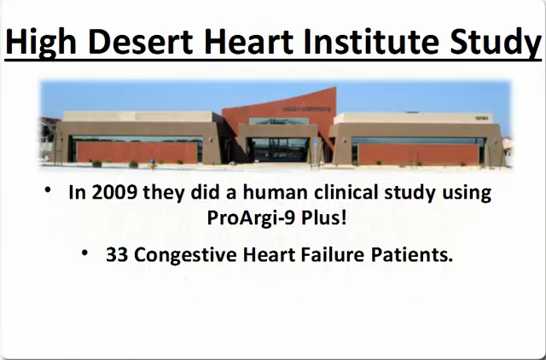 High Desert Heart Institute Study
• In 2009 they did a human clinical study using
ProArgi-9 Plus!
• 33 Congestive Heart Failure Patients.